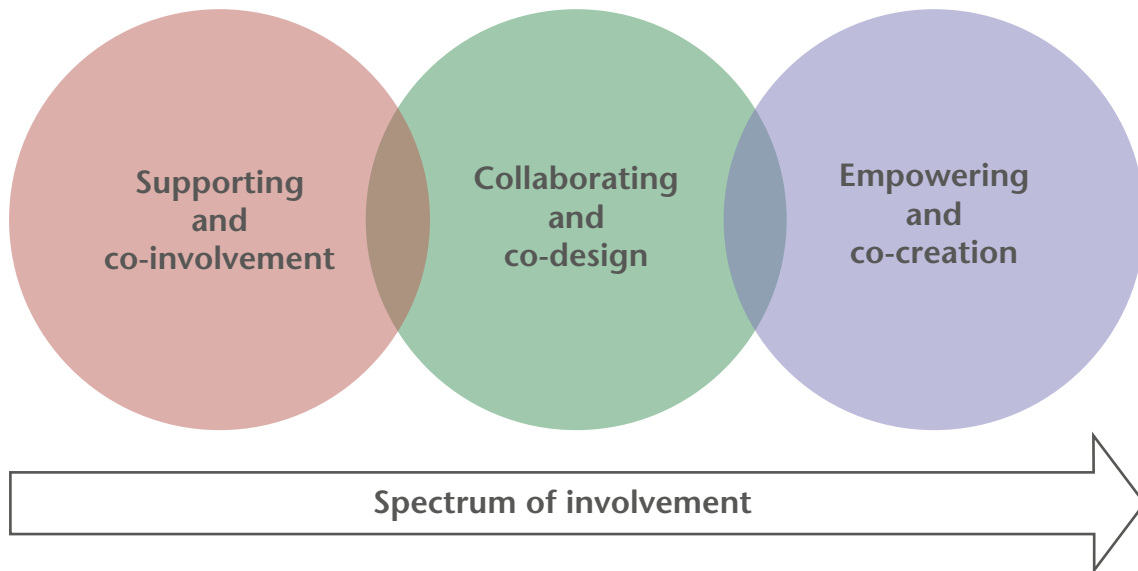 Supporting
and
co-involvement
Collaborating
and
co-design
Empowering
and
co-creation
Spectrum of involvement